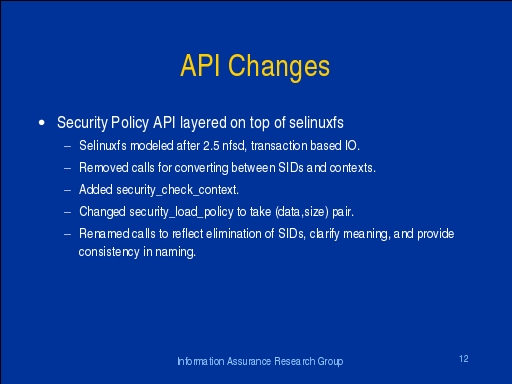 API Changes
• Security Policy API layered on top of selinuxfs
– Selinuxfs modeled after 2.5 nfsd, transaction based IO.
– Removed calls for converting between SIDs and contexts.
– Added security_check_context.
– Changed security_load_policy to take (data,size) pair.
– Renamed calls to reflect elimination of SIDs, clarify meaning, and provide
consistency in naming.
Information Assurance Research Group
12